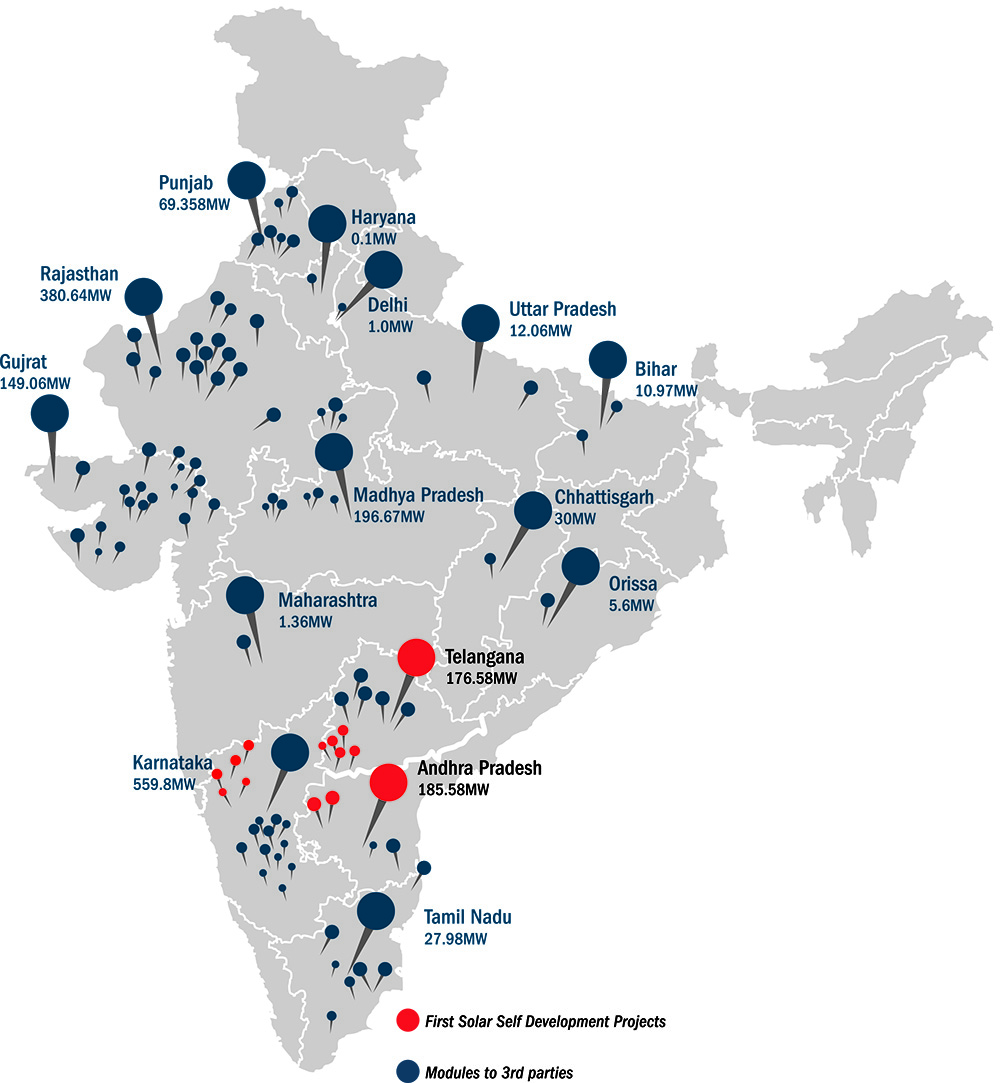 Punjab
69.358MW
Haryana
0.1MW
Rajasthan
380.64MW
Delhi
1.0MW
Uttar Pradesh
12.06MW
Gujrat
149.06MW
Bihar
10.97MW
Madhya Pradesh
196.67MW
Chhattisgarh
30MW
Orissa
5.6MW
Maharashtra
1.36MW
Telangana
176.58MW
Karnataka
559.8MW
Andhra Pradesh
185.58MW
Tamil Nadu
27.98MW
First Solar Self Development Projects
Modules to 3rd parties